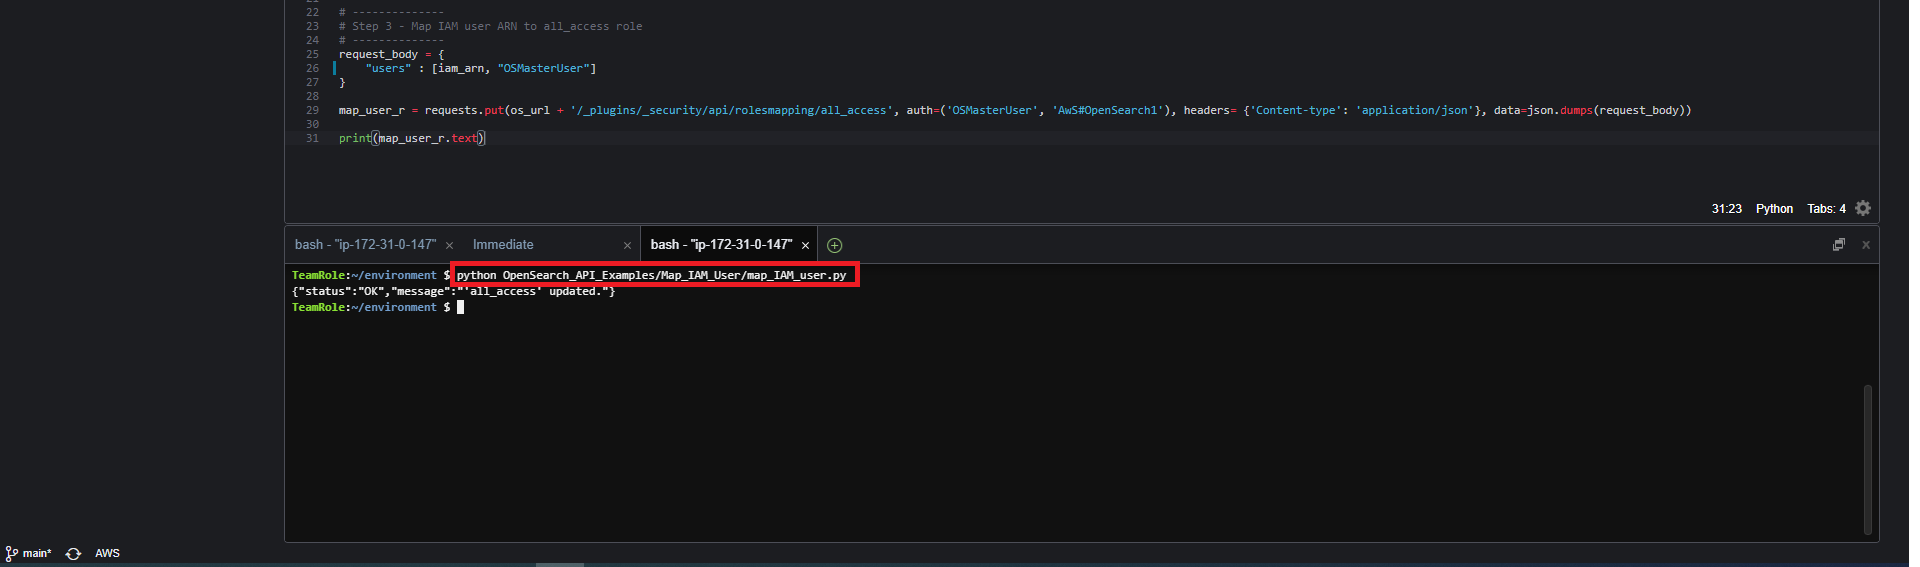 22 # --------------
23 # Step 3 - Map IAM user ARN to all_access role
24 # --------------
25 request_body = {
26 "users" : [iam_arn, "OSMasterUser"]
27 }
28
29 map_user_r = requests.put(os_url + '/_plugins/_security/api/rolesmapping/all_access', auth=('OSMasterUser', 'AwS#OpenSearch1'), headers= {'Content-type': 'application/json'}, data=json.dumps(request_body))
30
31 print(map_user_r.text)
31:23 Python Tabs: 4
bash - "ip-172-31-0-147" × Immediate × bash - "ip-172-31-0-147" ×
TeamRole:~/environment $ python OpenSearch_API_Examples/Map_IAM_User/map_IAM_user.py
{"status":"OK","message":"'all_access' updated."}
TeamRole:~/environment $
main* AWS